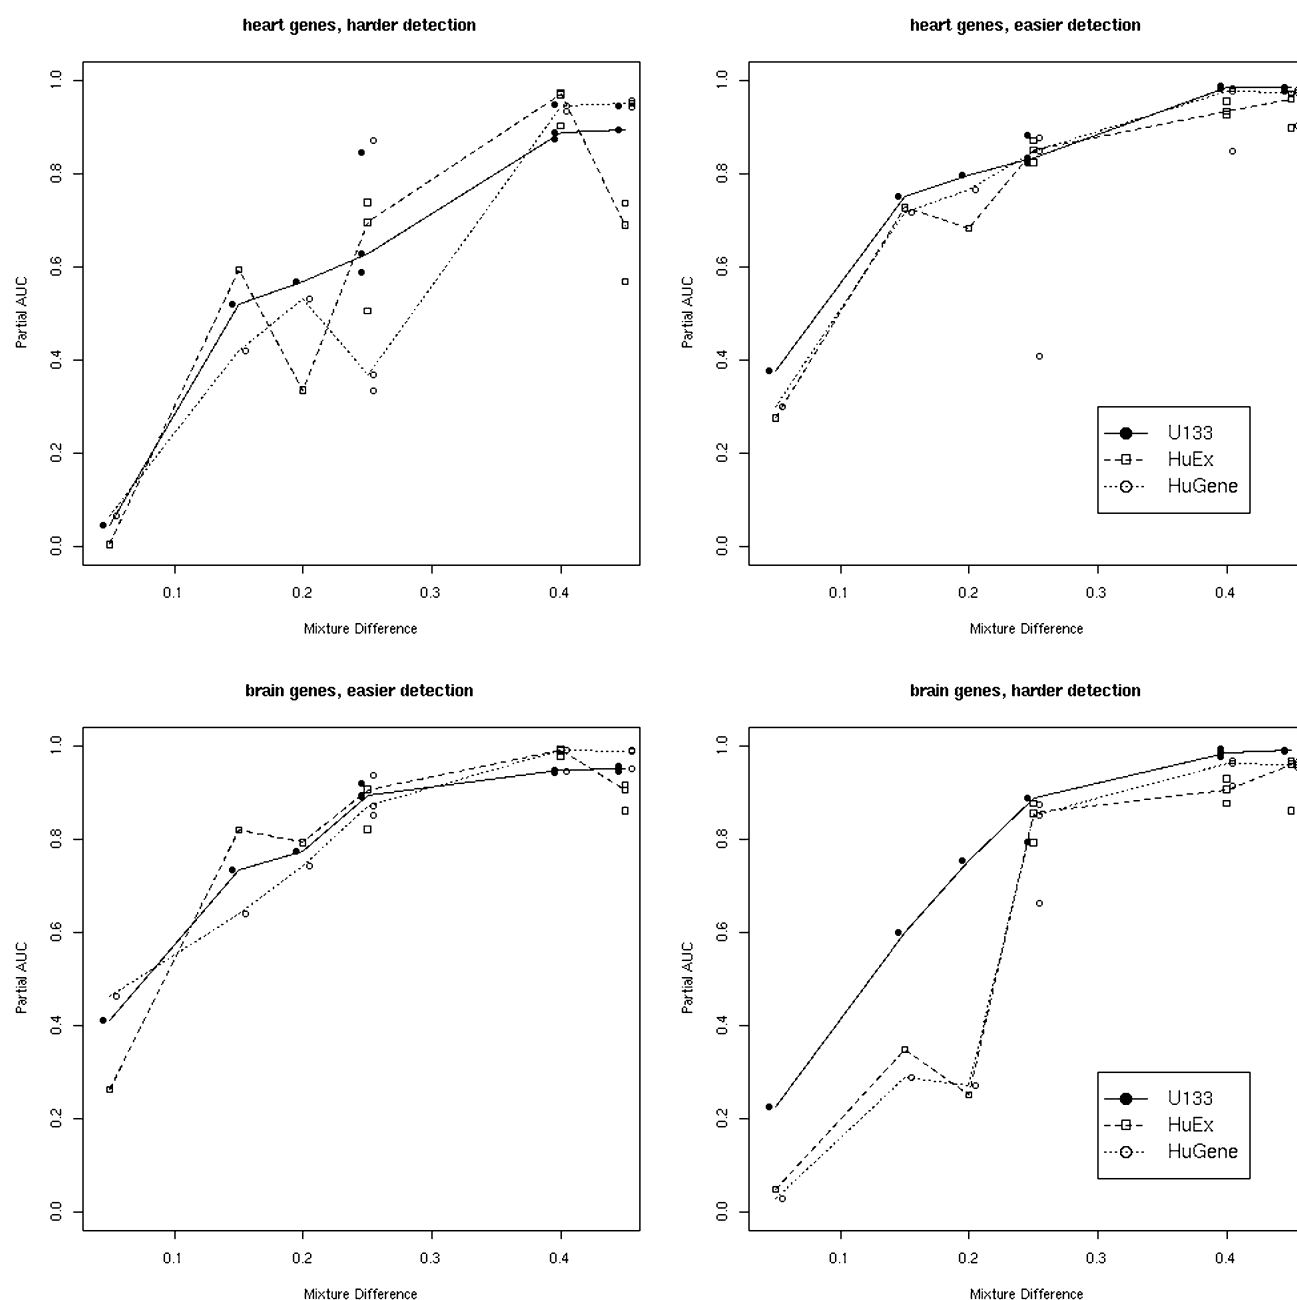 heart genes, harder detection
1.0
0.8
0.6
0.4
0.2
0.0
Partial AUC
0.1 0.2 0.3 0.4
Mixture Difference
heart genes, easier detection
1.0
0.8
0.6
0.4
0.2
0.0
Partial AUC
U133
HuEx
HuGene
0.1 0.2 0.3 0.4
Mixture Difference
brain genes, easier detection
1.0
0.8
0.6
0.4
0.2
0.0
Partial AUC
0.1 0.2 0.3 0.4
Mixture Difference
brain genes, harder detection
1.0
0.8
0.6
0.4
0.2
0.0
Partial AUC
U133
HuEx
HuGene
0.1 0.2 0.3 0.4
Mixture Difference